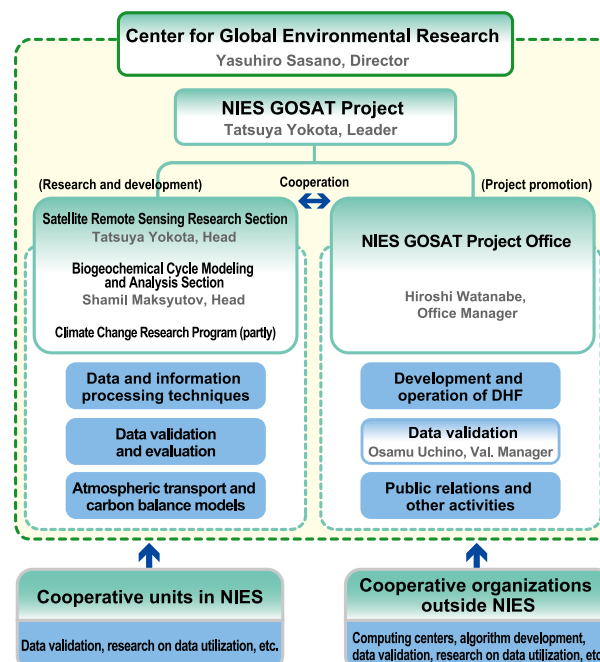 Center for Global Environmental Research
Yasuhiro Sasano, Director
NIES GOSAT Project
Tatsuya Yokota, Leader
(Research and development)
Cooperation
(Project promotion)
Satellite Remote Sensing Research Section
Tatsuya Yokota, Head
Biogeochemical Cycle Modeling
and Analysis Section
Shamil Maksyutov, Head
Climate Change Research Program (partly)
NIES GOSAT Project Office
Hiroshi Watanabe,
Office Manager
Data and information
processing techniques
Data validation
and evaluation
Atmospheric transport and
carbon balance models
Development and
operation of DHF
Data validation
Osamu Uchino, Val. Manager
Public relations and
other activities
Cooperative units in NIES
Data validation, research on data utilization, etc.
Cooperative organizations
outside NIES
Computing centers, algorithm development,
data validation, research on data utilization, etc